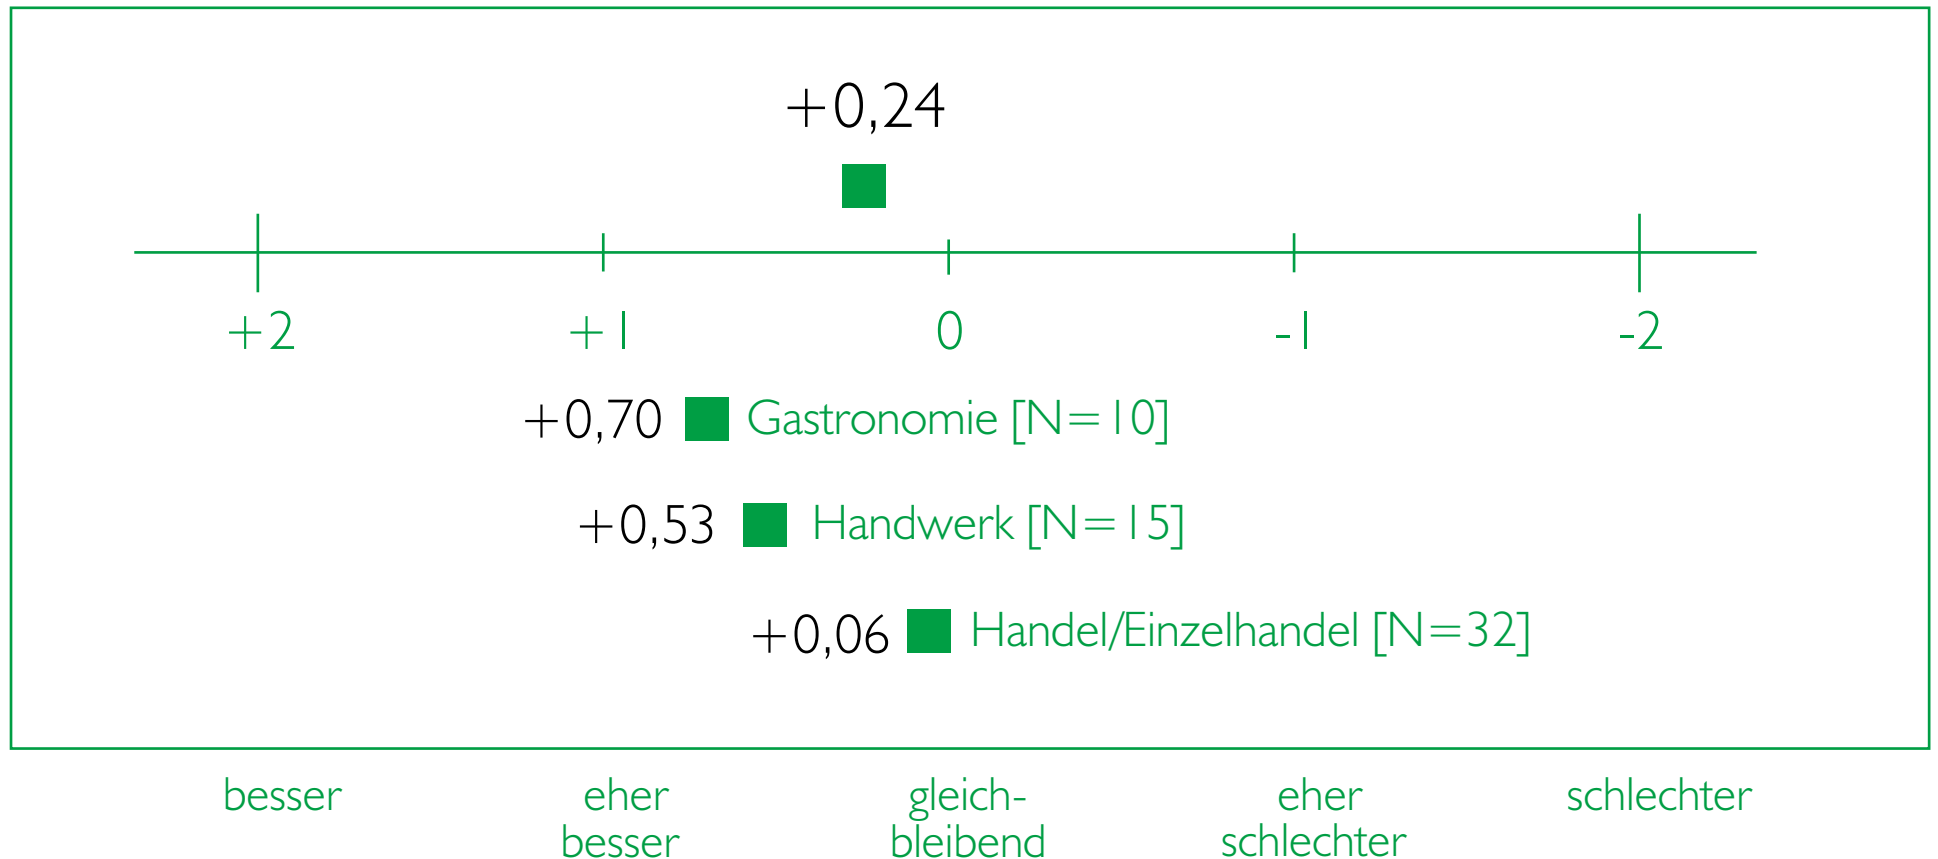 +0,24
+2 +1 0 -1 -2
+0,70 Gastronomie [N=10]
+0,53 Handwerk [N=15]
+0,06 Handel/Einzelhandel [N=32]
besser eher gleich- eher schlechter
besser bleibend schlechter